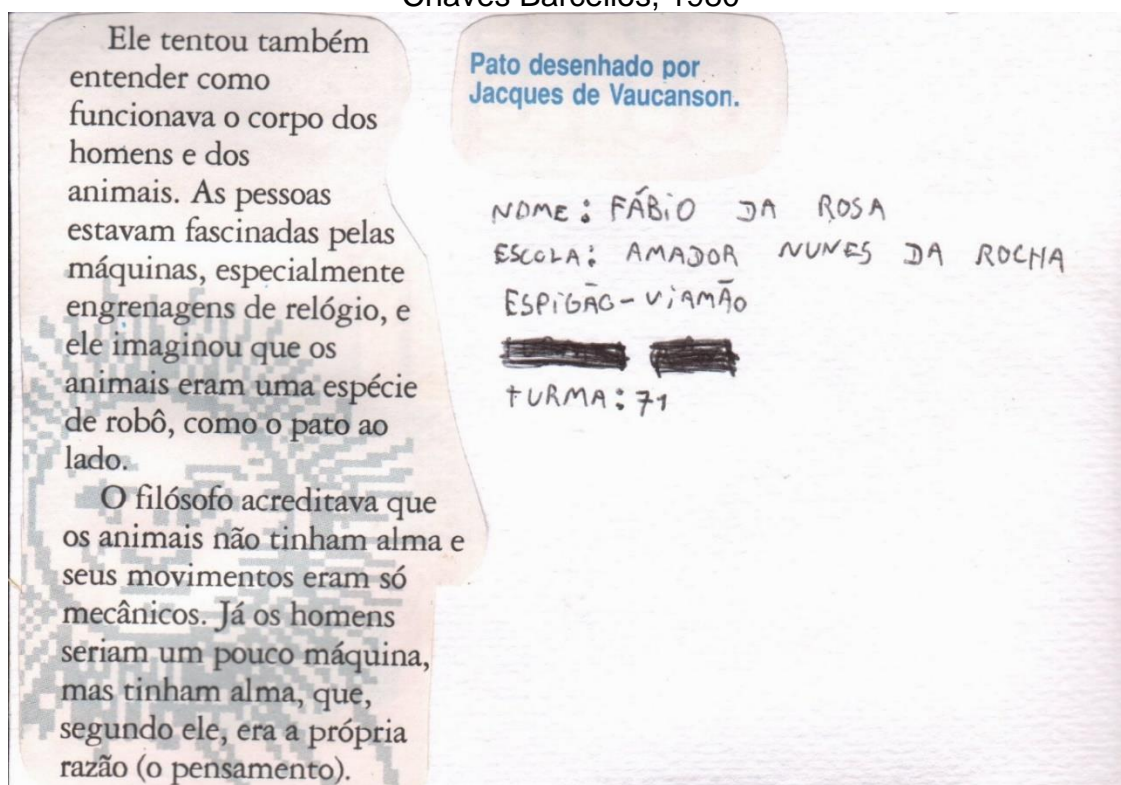 Chaves Barcellos, 1980
Ele tentou também
entender como
funcionava o corpo dos
homens e dos
animais. As pessoas
estavam fascinadas pelas
máquinas, especialmente
engrenagens de relógio, e
ele imaginou que os
animais eram uma espécie
de robô, como o pato ao
lado.
O filósofo acreditava que
os animais não tinham alma e
seus movimentos eram só
mecânicos. Já os homens
seriam um pouco máquina,
mas tinham alma, que,
segundo ele, era a própria
razão (o pensamento).
Pato desenhado por
Jacques de Vaucanson.
NOME: FÁBIO DA ROSA
ESCOLA: AMADOR NUNES DA ROCHA
ESPIGÃO - VIAMÃO
TURMA: 71